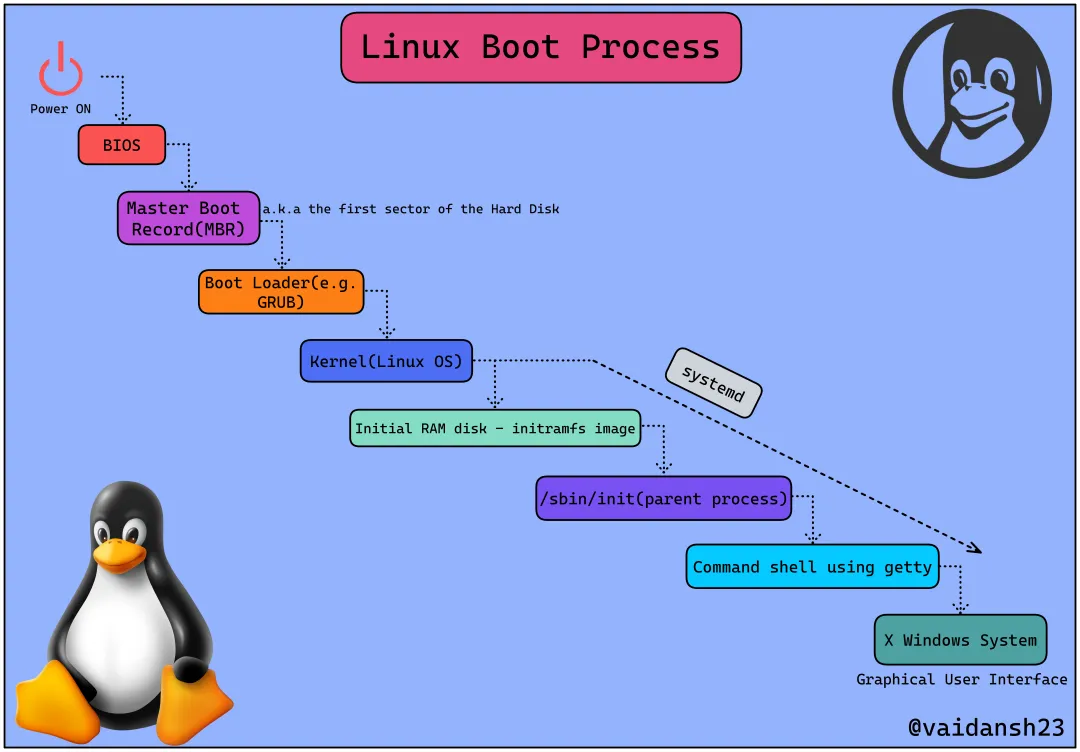 Linux Boot Process
Power ON
BIOS
Master Boot
Record(MBR)
a.k.a the first sector of the Hard Disk
Boot Loader(e.g.
GRUB)
Kernel(Linux OS)
systemd
Initial RAM disk - initramfs image
/sbin/init(parent process)
Command shell using getty
X Windows System
Graphical User Interface
@vaidansh23